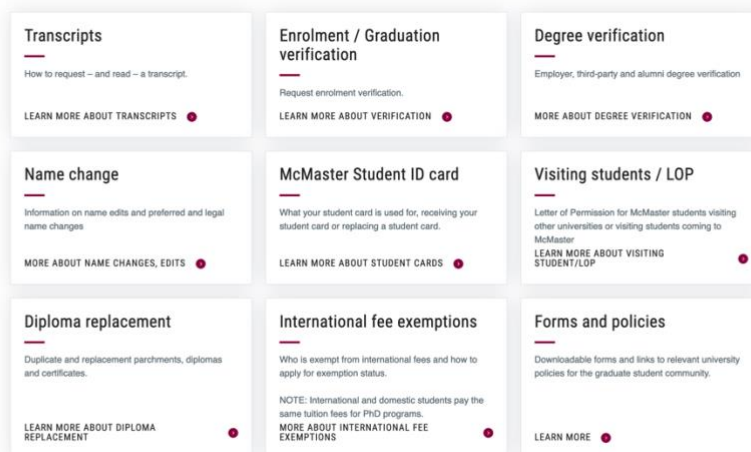 Transcripts
How to request – and read – a transcript.
LEARN MORE ABOUT TRANSCRIPTS
Enrolment / Graduation
verification
Request enrolment verification.
LEARN MORE ABOUT VERIFICATION
Degree verification
Employer, third-party and alumni degree verification
MORE ABOUT DEGREE VERIFICATION
Name change
Information on name edits and preferred and legal
name changes
MORE ABOUT NAME CHANGES, EDITS
McMaster Student ID card
What your student card is used for, receiving your
student card or replacing a student card.
LEARN MORE ABOUT STUDENT CARDS
Visiting students / LOP
Letter of Permission for McMaster students visiting
other universities or visiting students coming to
McMaster
LEARN MORE ABOUT VISITING
STUDENT/LOP
Diploma replacement
Duplicate and replacement parchments, diplomas
and certificates.
LEARN MORE ABOUT DIPLOMA
REPLACEMENT
International fee exemptions
Who is exempt from international fees and how to
apply for exemption status.
NOTE: International and domestic students pay the
same tuition fees for PhD programs.
MORE ABOUT INTERNATIONAL FEE
EXEMPTIONS
Forms and policies
Downloadable forms and links to relevant university
policies for the graduate student community.
LEARN MORE